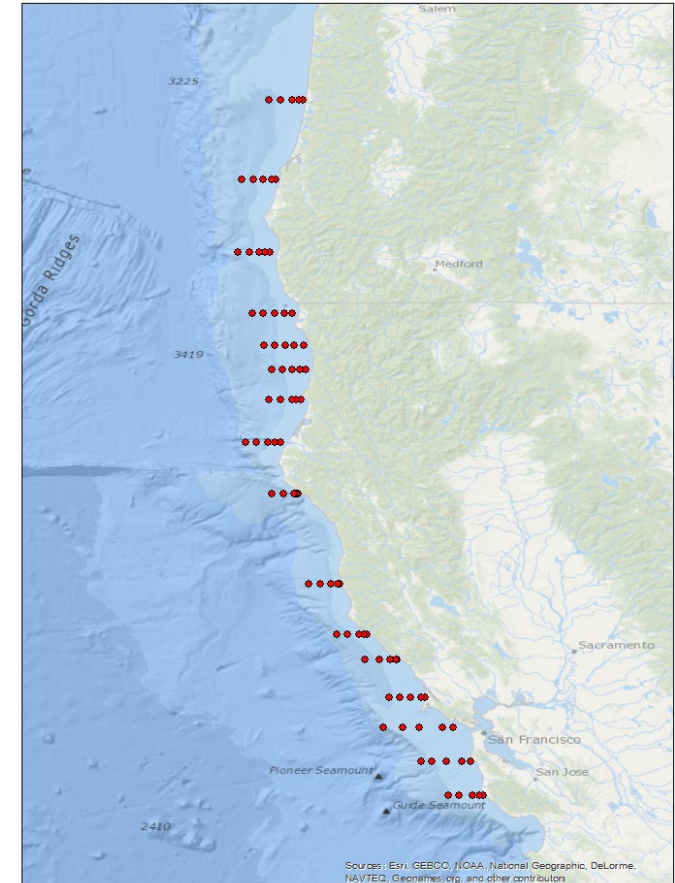 Salem
3225
e
Gorda Ridges
Medford
3419
Sacramento
San Francisco
Pioneer Seamount
San Jose
Guide Seamount
2410
Sources: Esri, GEBCO, NOAA, National Geographic, DeLorme,
NAVTEQ, Geonames.org, and other contributors